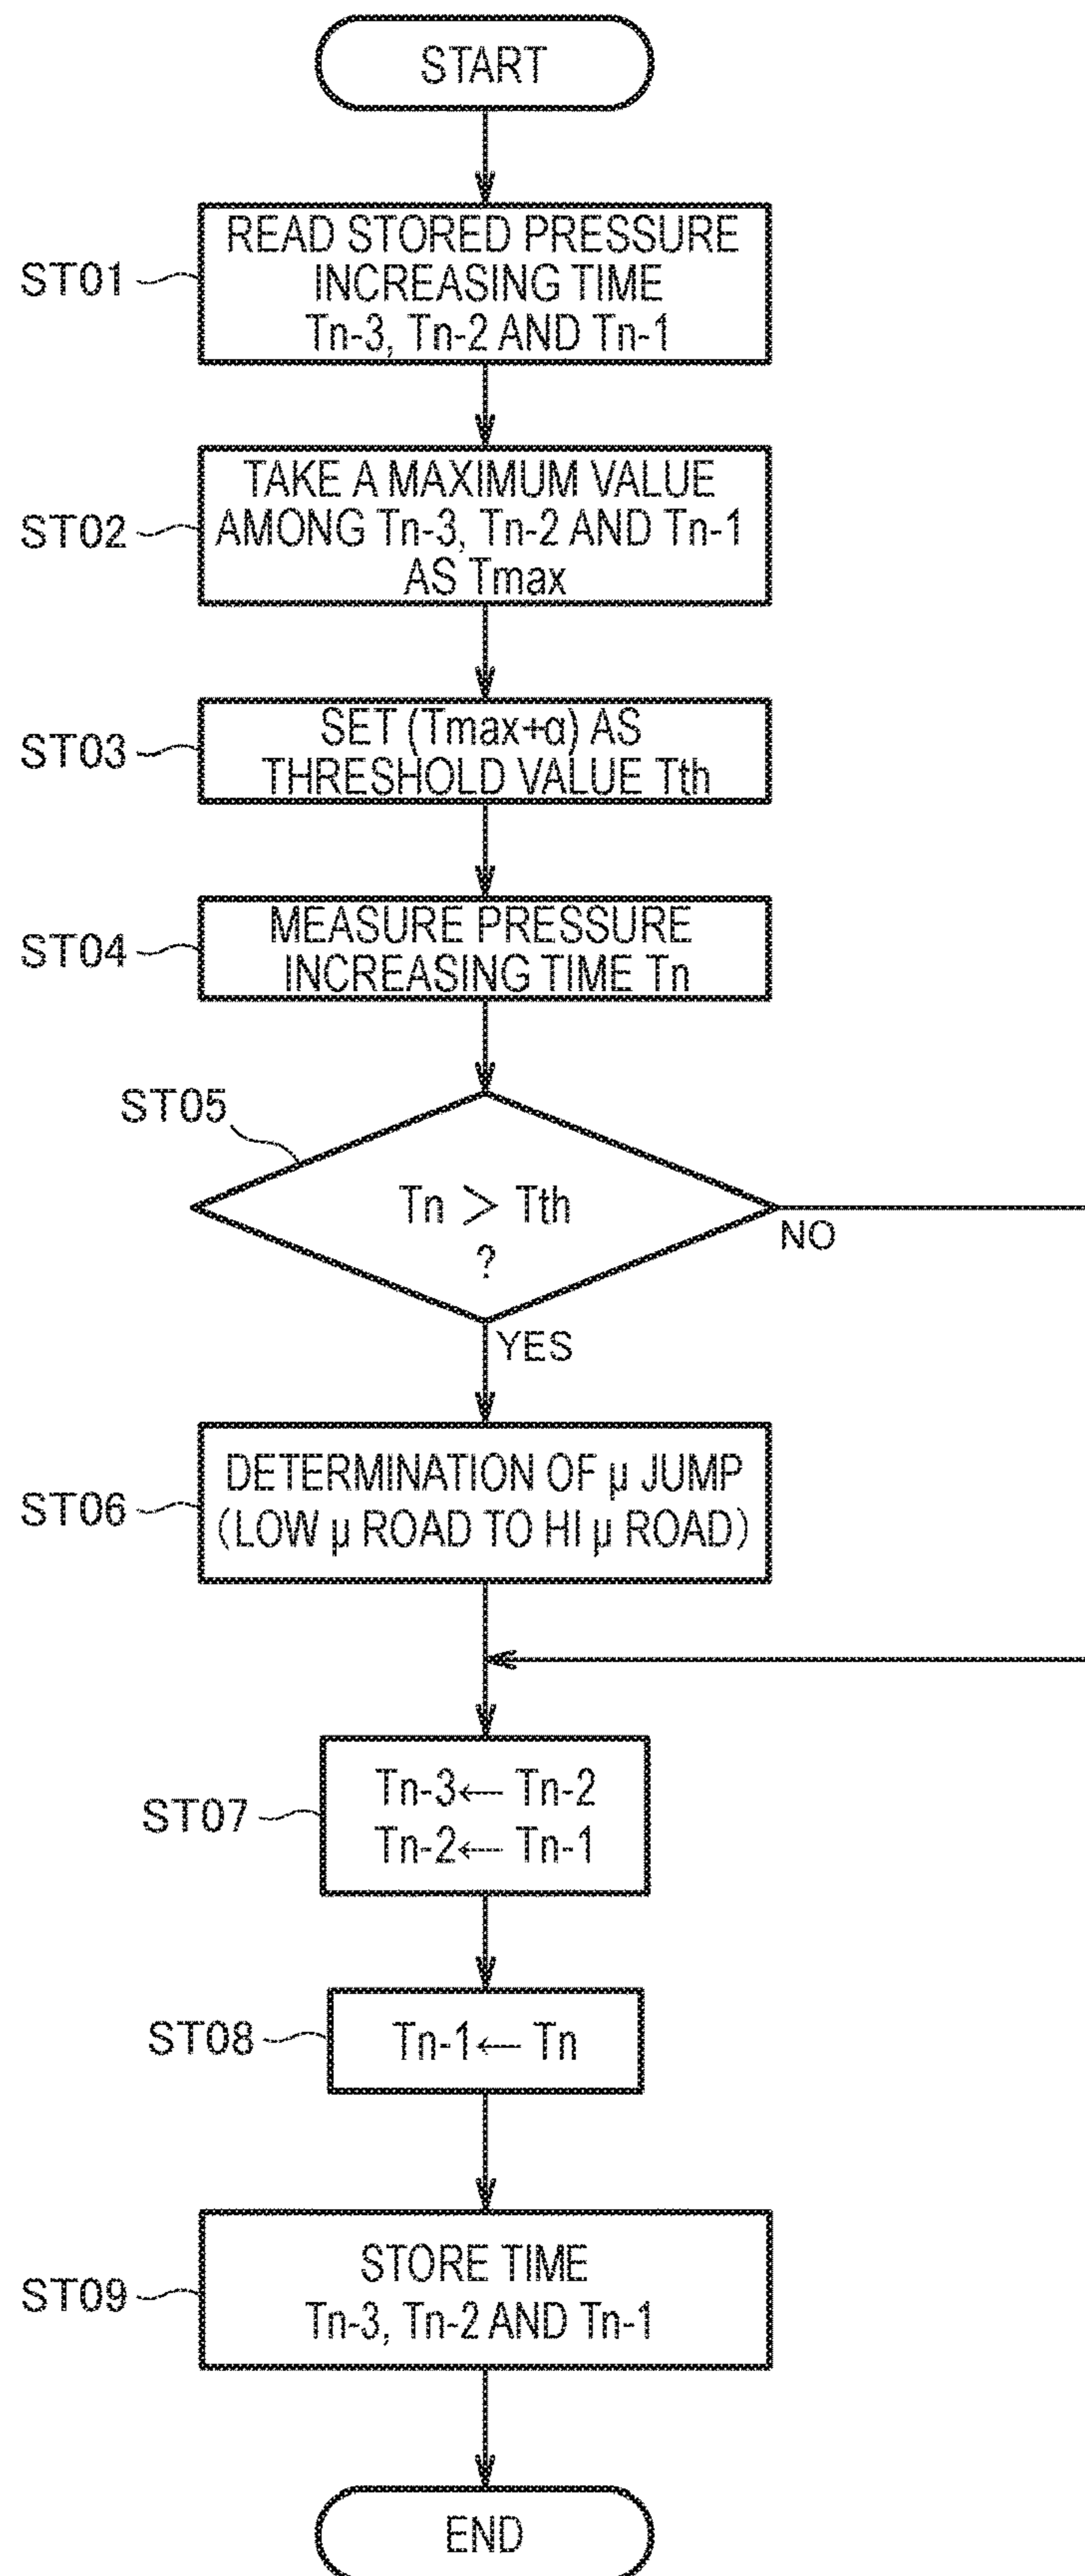 START
ST01
READ STORED PRESSURE
INCREASING TIME
Tn-3, Tn-2 AND Tn-1
ST02
TAKE A MAXIMUM VALUE
AMONG Tn-3, Tn-2 AND Tn-1
AS Tmax
ST03
SET (Tmax+α) AS
THRESHOLD VALUE Tth
ST04
MEASURE PRESSURE
INCREASING TIME Tn
ST05
Tn > Tth
?
NO
YES
ST06
DETERMINATION OF μ JUMP
(LOW μ ROAD TO HI μ ROAD)
ST07
Tn-3← Tn-2
Tn-2← Tn-1
ST08
Tn-1← Tn
ST09
STORE TIME
Tn-3, Tn-2 AND Tn-1
END